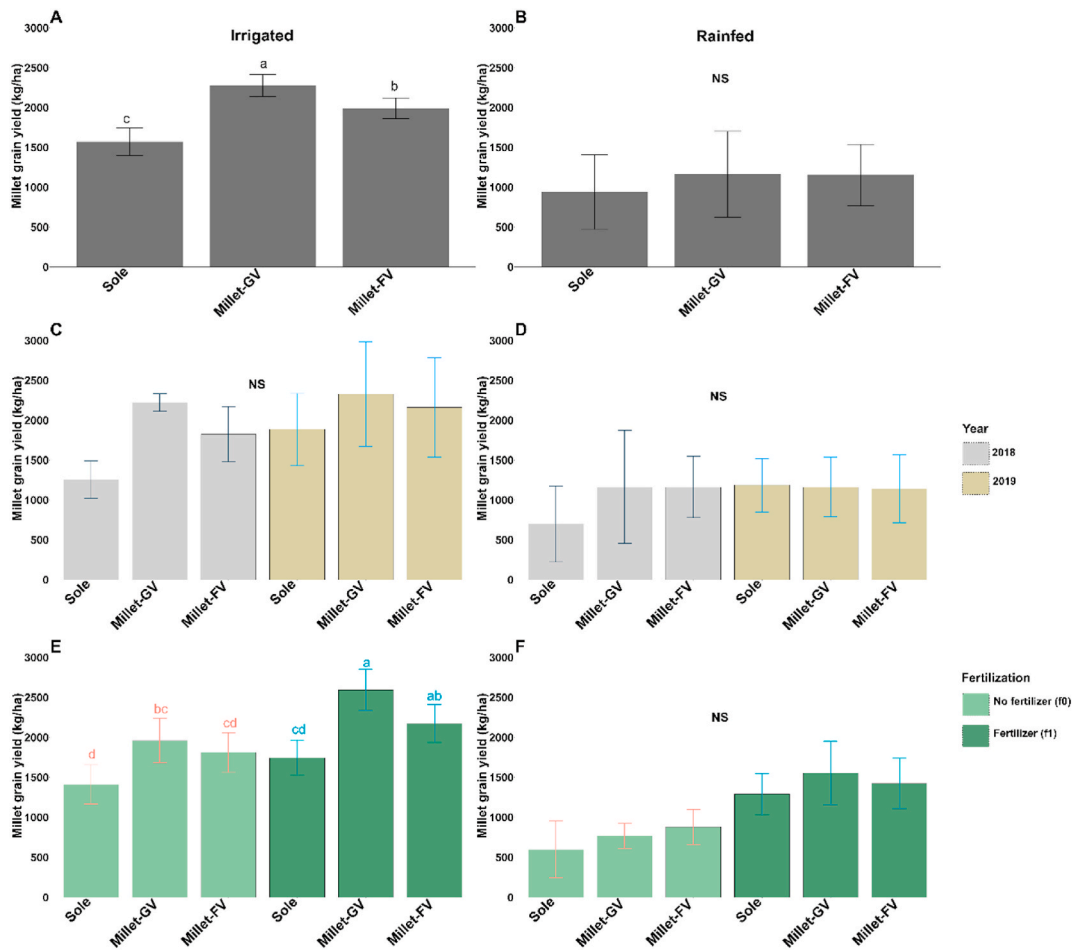 A
Irrigated
Millet grain yield (kg/ha)
3000
2500
2000
1500
1000
500
0
c
a
b
Sole
Millet-GV
Millet-FV
B
Rainfed
Millet grain yield (kg/ha)
3000
2500
2000
1500
1000
500
0
NS
Sole
Millet-GV
Millet-FV
C
Millet grain yield (kg/ha)
3000
2500
2000
1500
1000
500
0
NS
Sole
Millet-GV
Millet-FV
Sole
Millet-GV
Millet-FV
D
Millet grain yield (kg/ha)
3000
2500
2000
1500
1000
500
0
NS
Sole
Millet-GV
Millet-FV
Sole
Millet-GV
Millet-FV
Year
2018
2019
E
Millet grain yield (kg/ha)
3000
2500
2000
1500
1000
500
0
d
bc
cd
cd
a
ab
Sole
Millet-GV
Millet-FV
Sole
Millet-GV
Millet-FV
F
Millet grain yield (kg/ha)
3000
2500
2000
1500
1000
500
0
NS
Sole
Millet-GV
Millet-FV
Sole
Millet-GV
Millet-FV
Fertilization
No fertilizer (f0)
Fertilizer (f1)